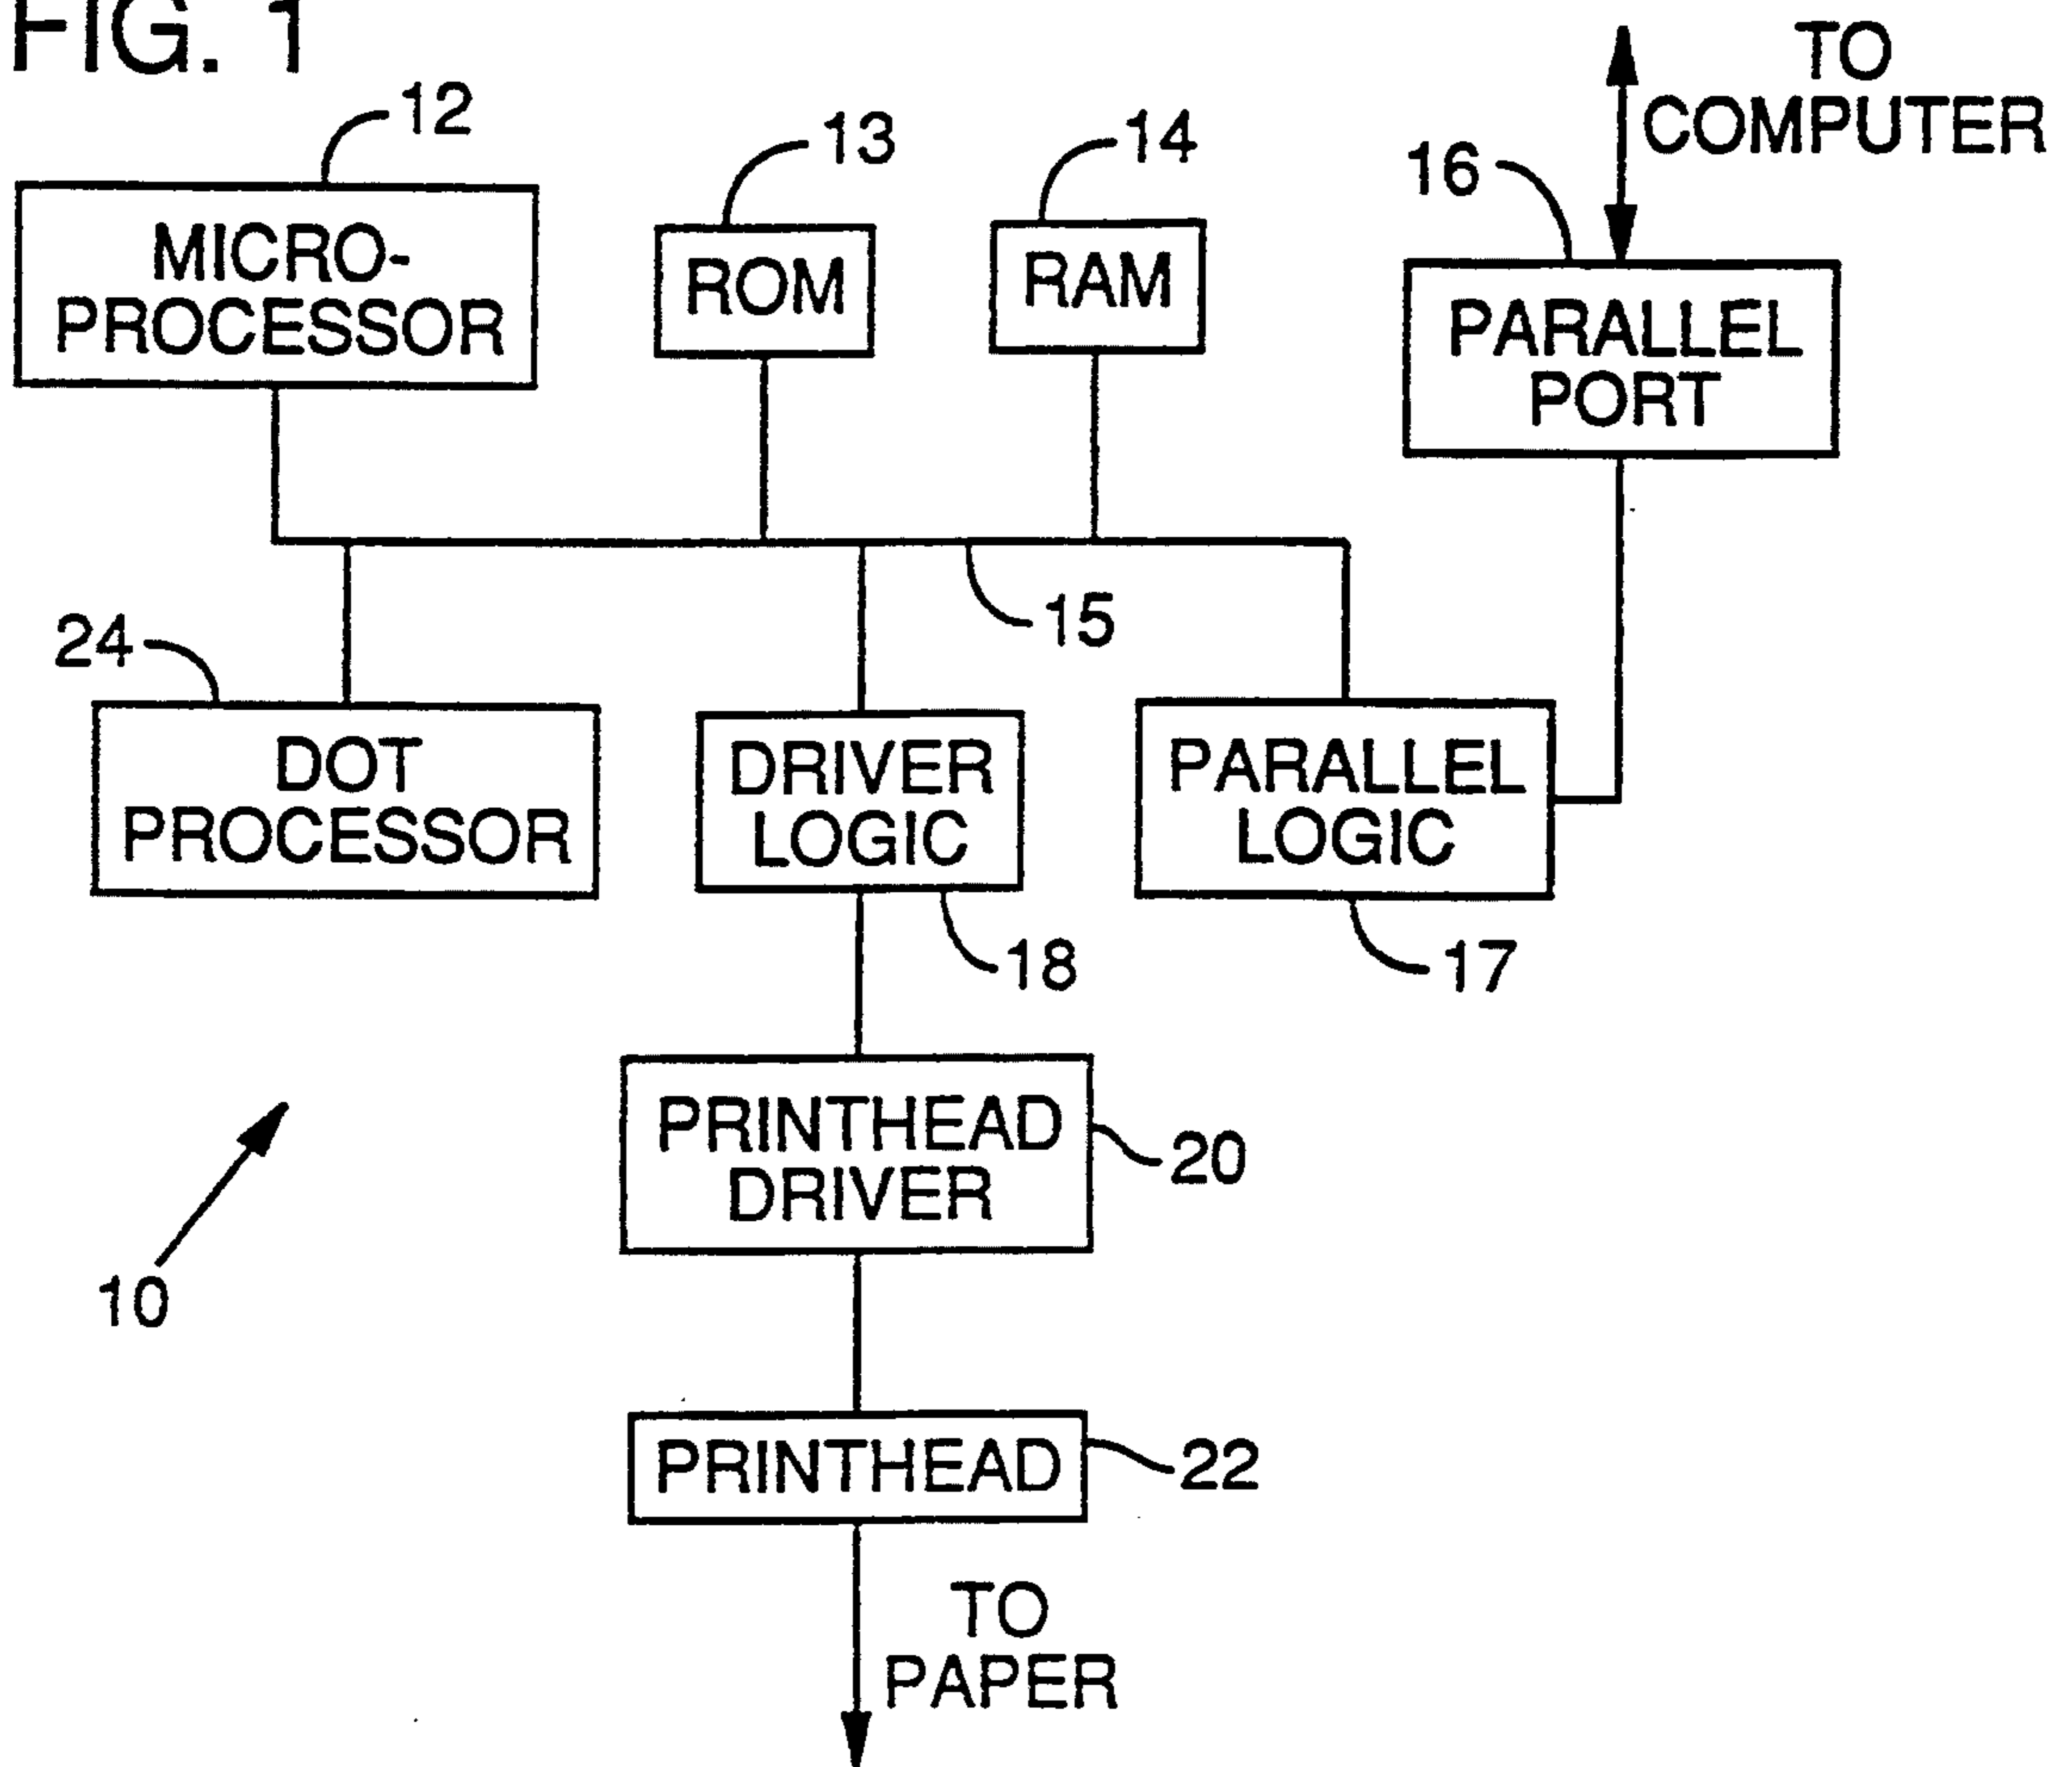 FIG. 1
12
13
14
TO
COMPUTER
16
MICRO-
PROCESSOR
ROM
RAM
PARALLEL
PORT
15
24
DOT
PROCESSOR
DRIVER
LOGIC
PARALLEL
LOGIC
18
17
PRINTHEAD
DRIVER
20
10
PRINTHEAD
22
TO
PAPER